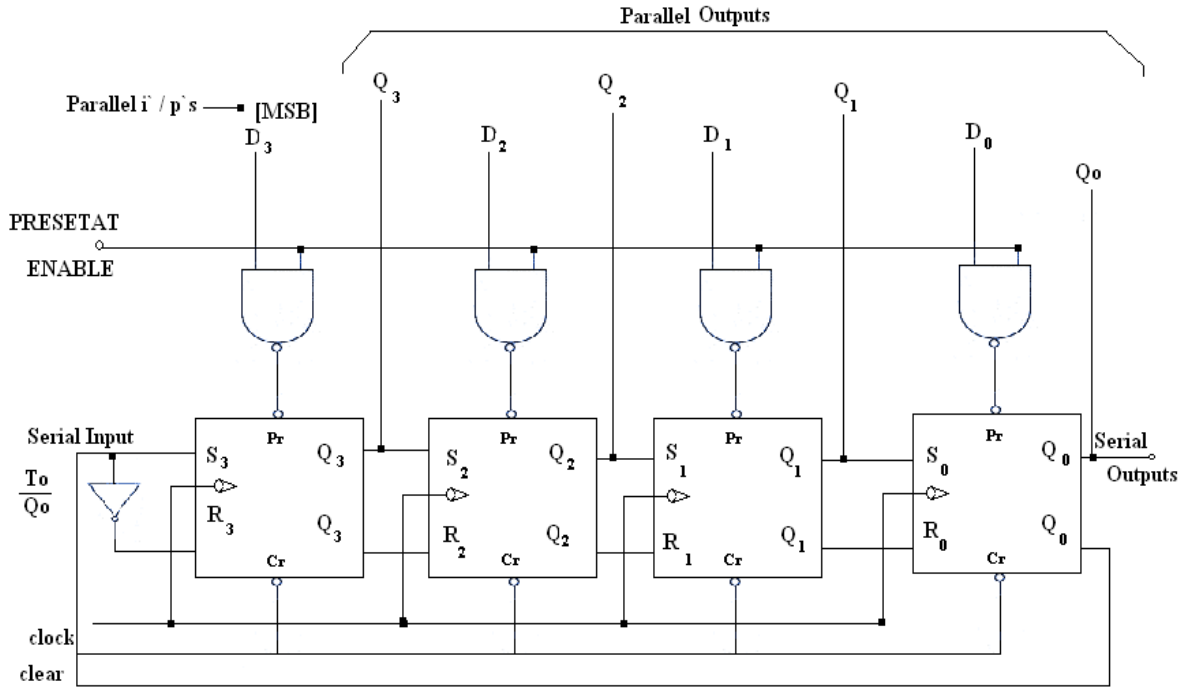 Parallel Outputs
Q3
Q2
Q1
Parallel i` / p`s
[MSB]
D3
D2
D1
D0
Qo
PRESETAT
ENABLE
Serial Input
To
Qo
Pr
S3
Q3
R3
Q3
Cr
Pr
S2
Q2
R2
Q2
Cr
Pr
S1
Q1
R1
Q1
Cr
Pr
S0
Q0
R0
Q0
Cr
Serial
Outputs
clock
clear